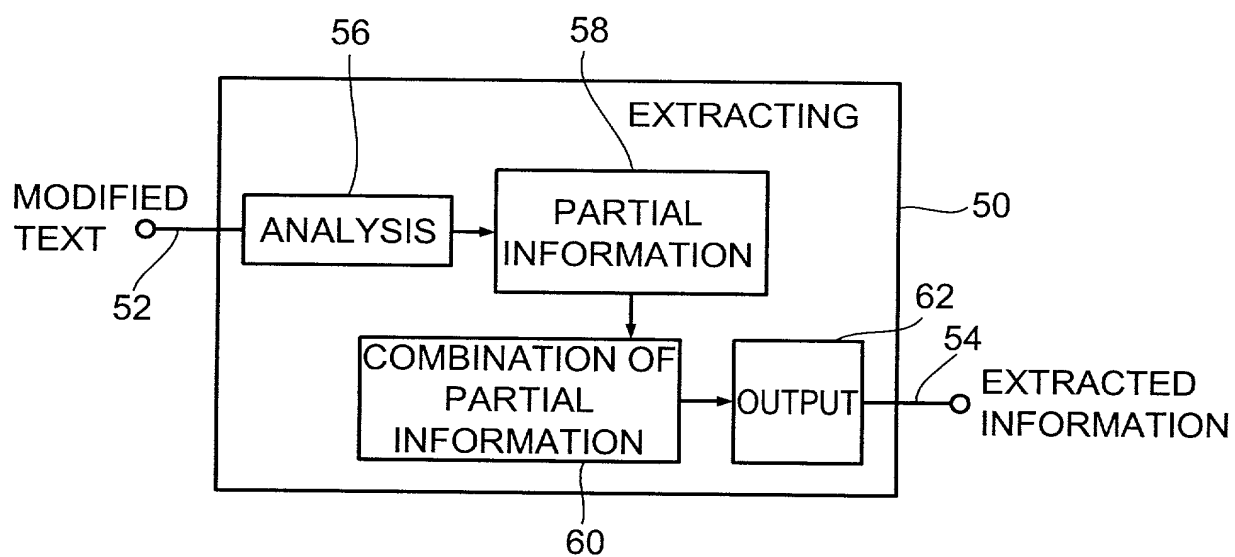 56
58
EXTRACTING
MODIFIED
TEXT
ANALYSIS
PARTIAL
INFORMATION
50
52
62
54
COMBINATION OF
PARTIAL
INFORMATION
OUTPUT
EXTRACTED
INFORMATION
60